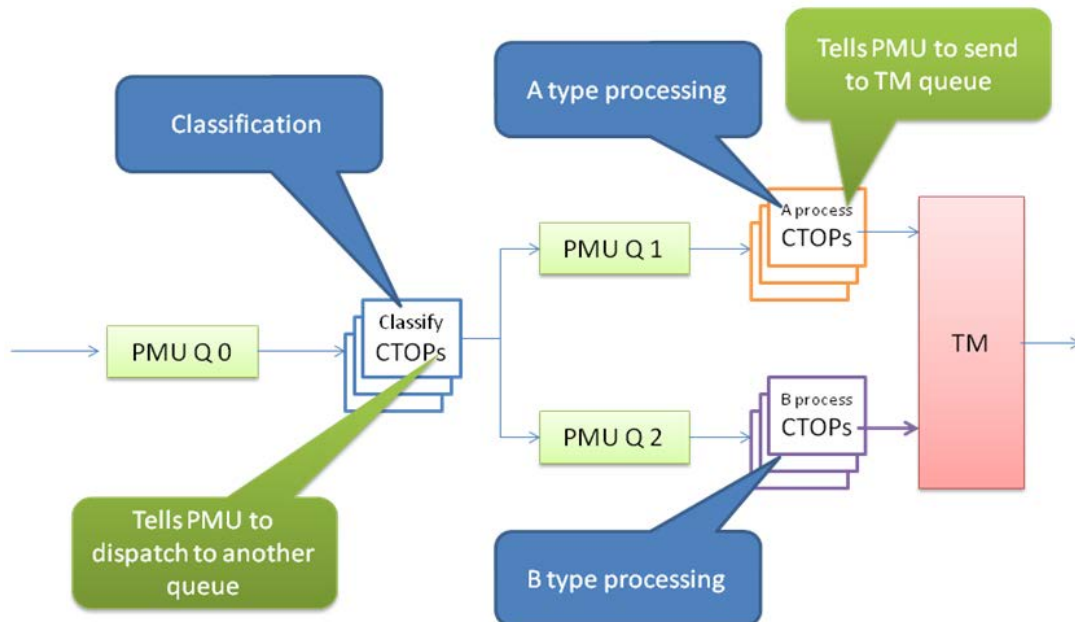 Classification
A type processing
Tells PMU to send
to TM queue
PMU Q 0
Classify
CTOPs
PMU Q 1
A process
CTOPs
PMU Q 2
B process
CTOPs
TM
Tells PMU to
dispatch to another
queue
B type processing